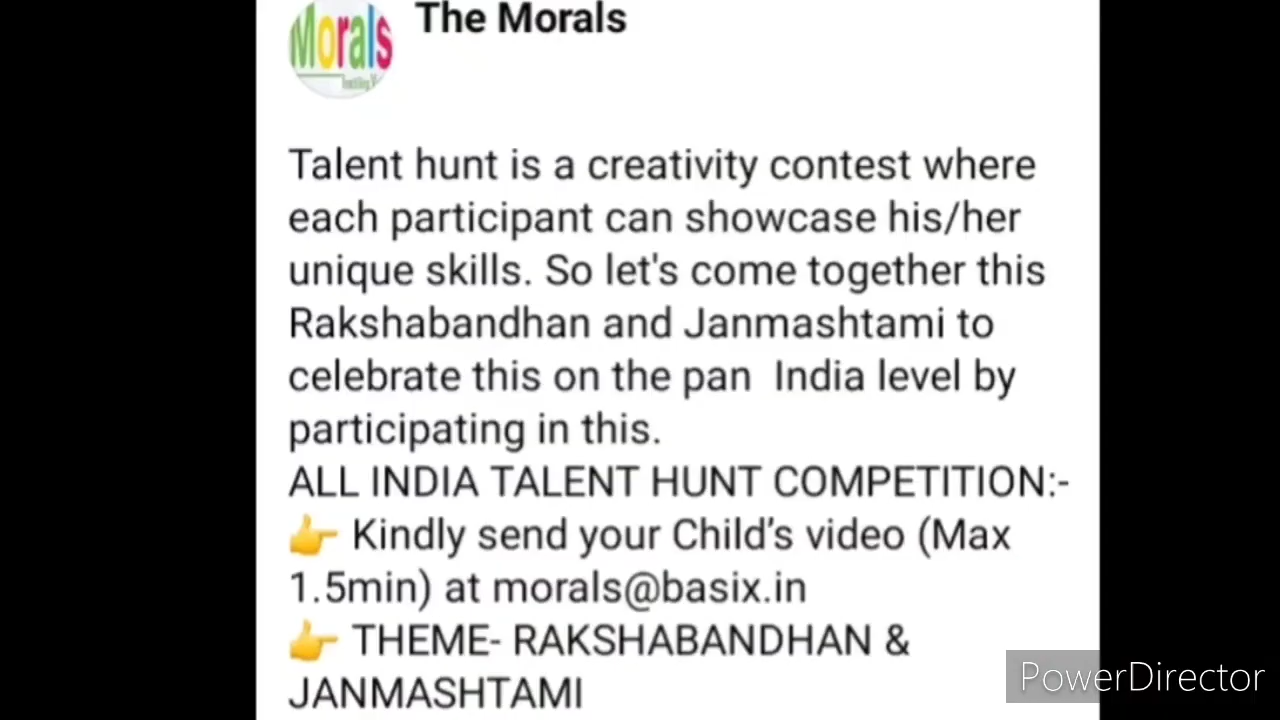 Morals
The Morals
Talent hunt is a creativity contest where
each participant can showcase his/her
unique skills. So let's come together this
Rakshabandhan and Janmashtami to
celebrate this on the pan  India level by
participating in this.
ALL INDIA TALENT HUNT COMPETITION:-
👉 Kindly send your Child’s video (Max
1.5min) at morals@basix.in
👉 THEME- RAKSHABANDHAN &
JANMASHTAMI
PowerDirector